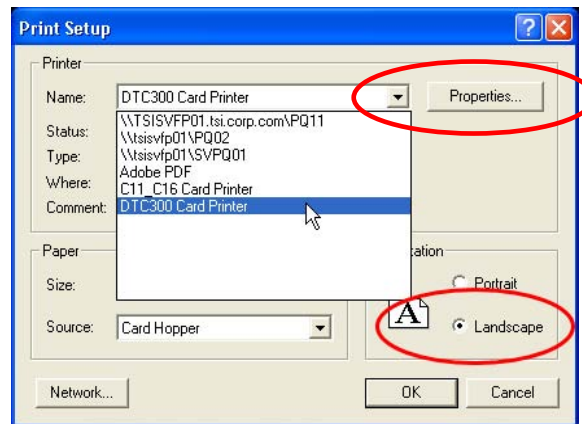 Print Setup
Printer
Name: DTC300 Card Printer Properties...
\\TSISVFP01.tsi.corp.com\PQ11
Status: \\tsisvfp01\PQ02
Type: \\tsisvfp01\SVPQ01
Adobe PDF
Where: C11_C16 Card Printer
Comment: DTC300 Card Printer
Paper
ation
Size:
Portrait
A
Source: Card Hopper
Landscape
Network... OK Cancel